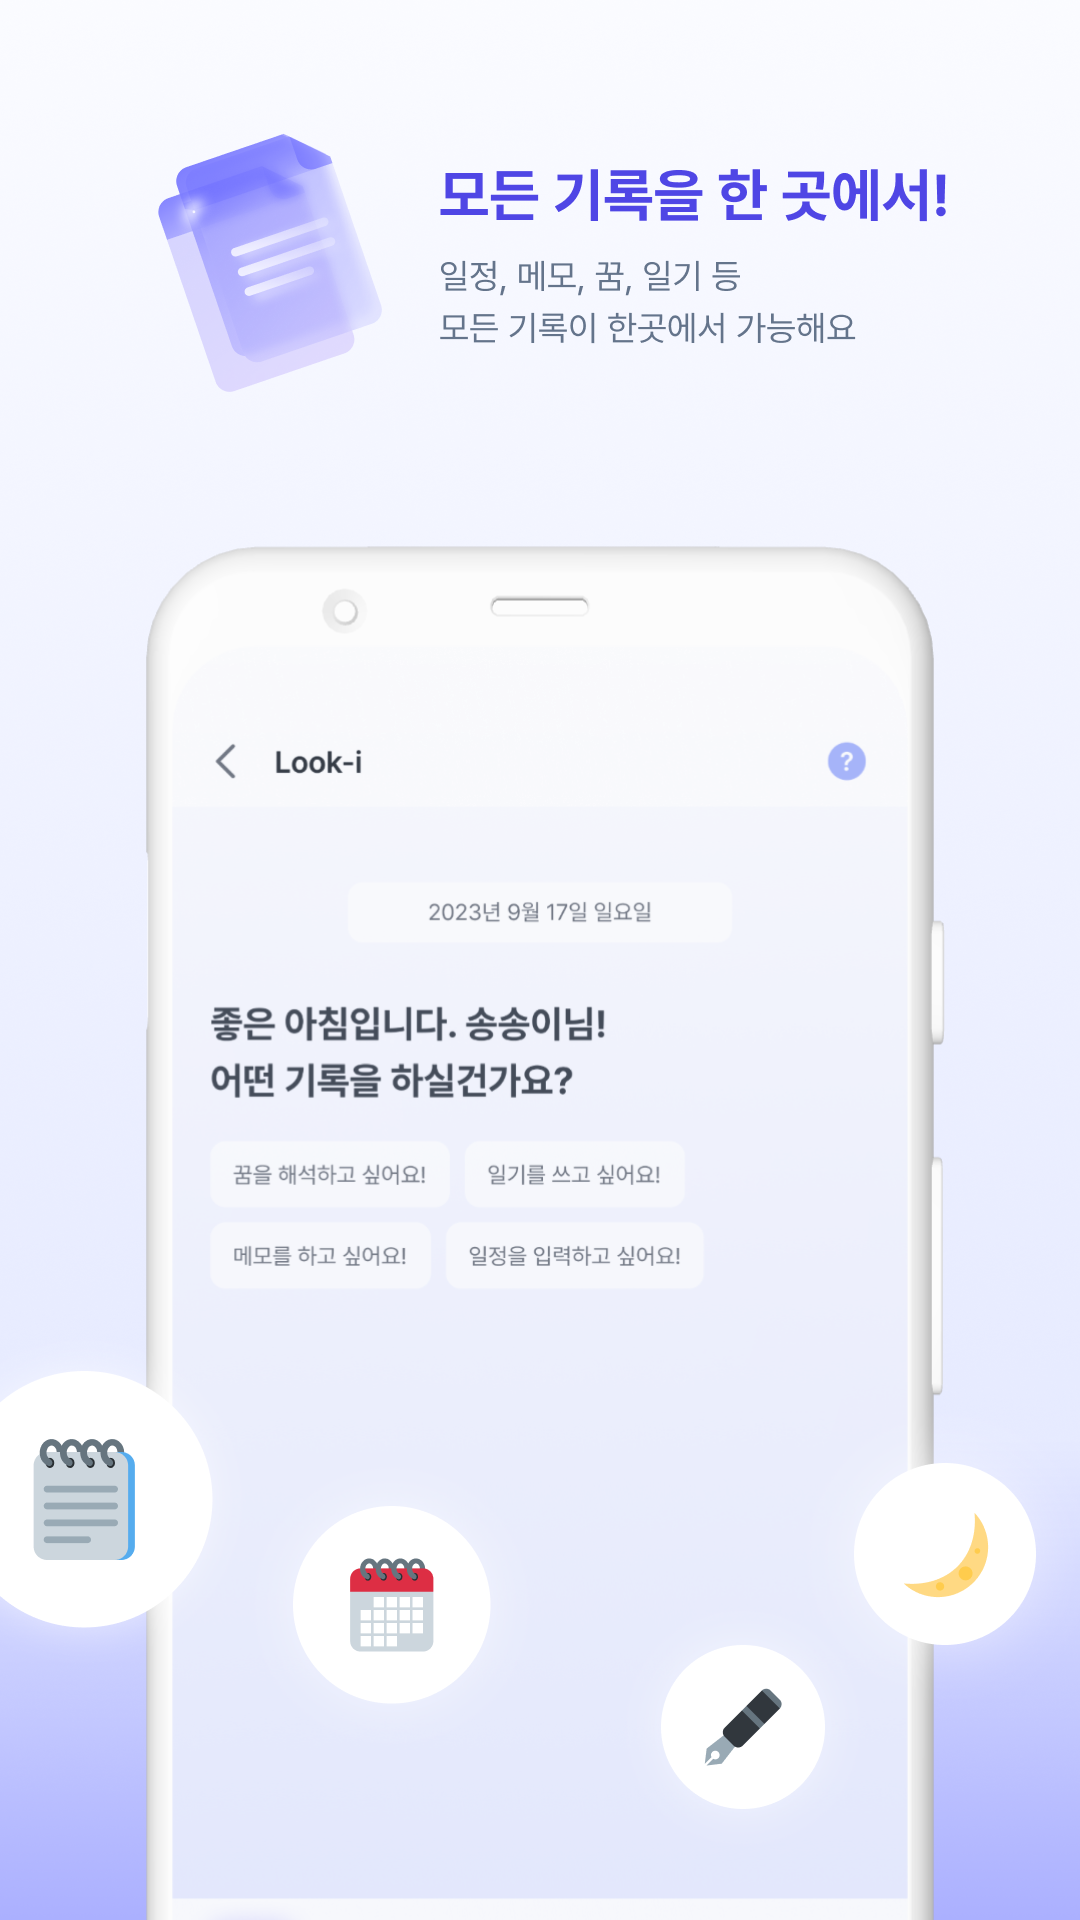 모든 기록을 한 곳에서!
일정, 메모, 꿈, 일기 등
모든 기록이 한곳에서 가능해요
Look-i
?
2023년 9월 17일 일요일
좋은 아침입니다. 송송이님!
어떤 기록을 하실건가요?
꿈을 해석하고 싶어요!
일기를 쓰고 싶어요!
메모를 하고 싶어요!
일정을 입력하고 싶어요!